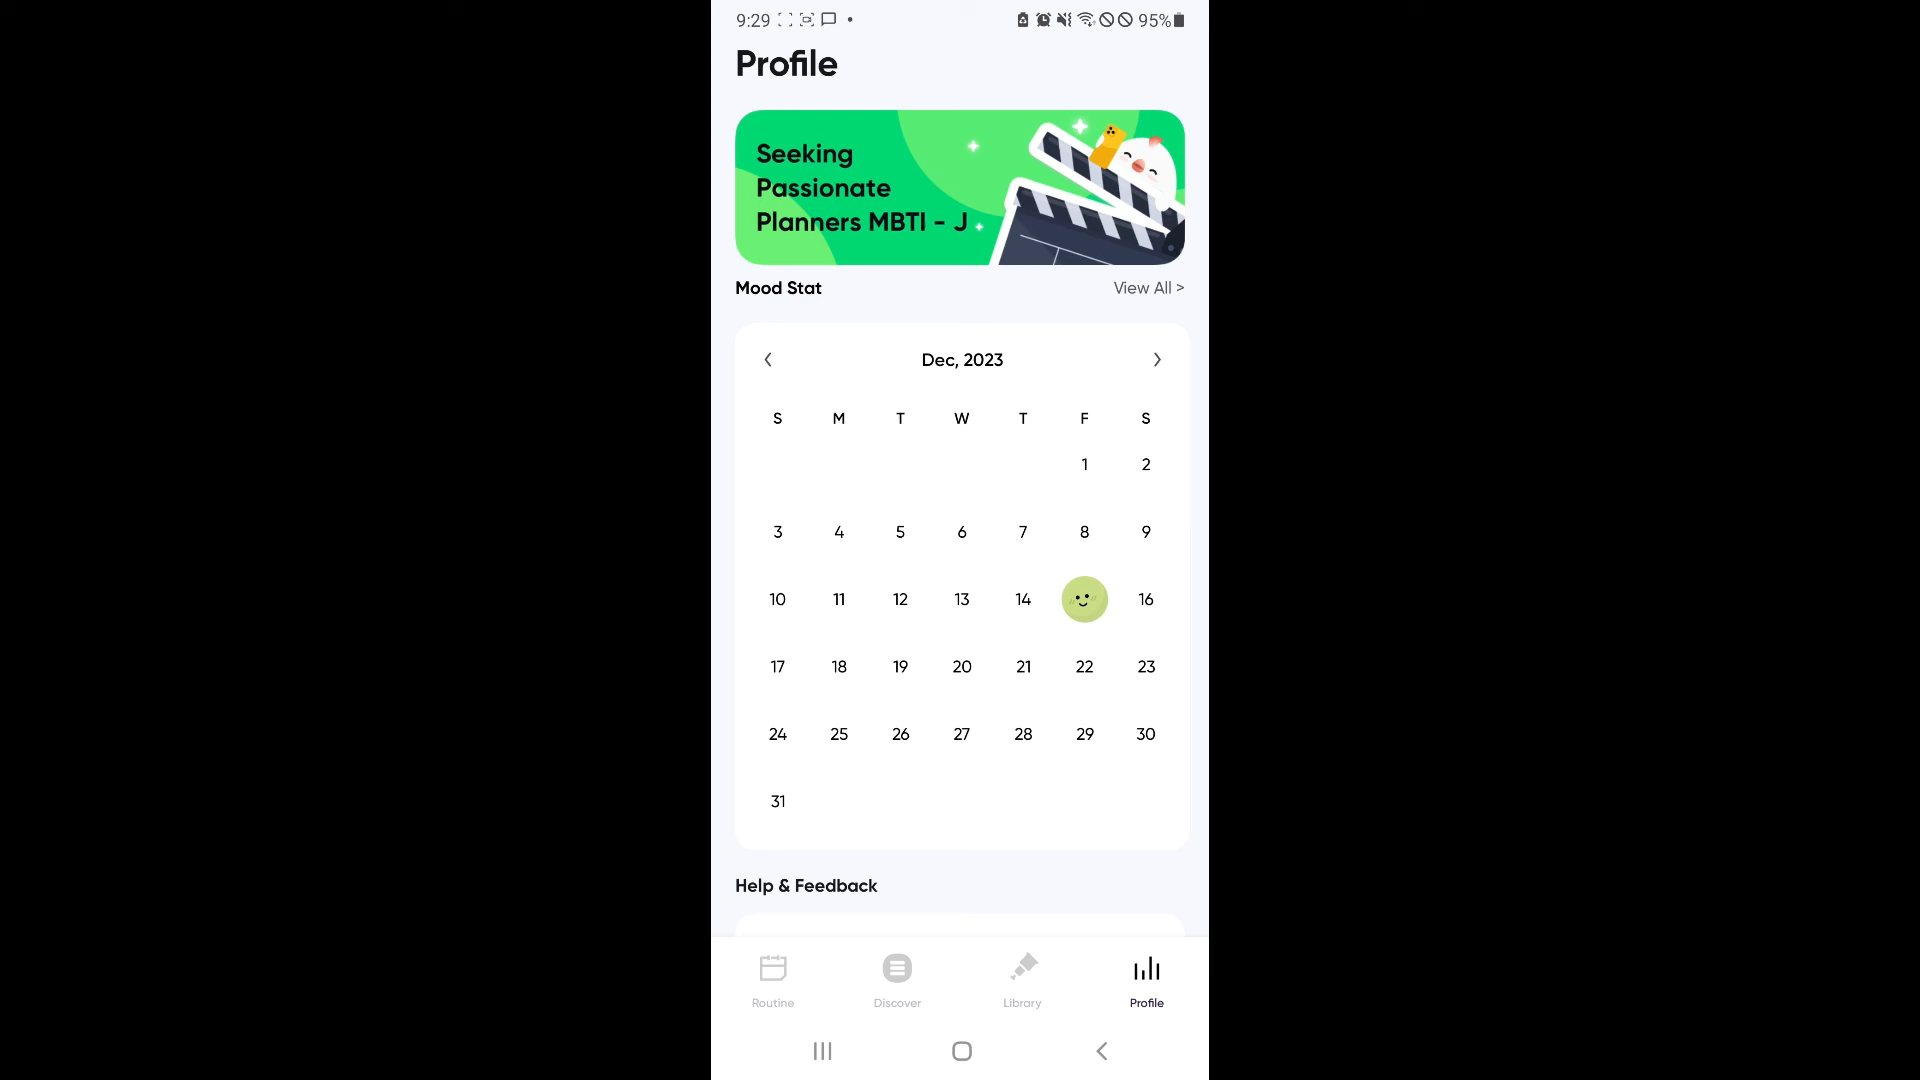 9:29 95%
Profile
Seeking
Passionate
Planners MBTI - J
Mood Stat View All >
Dec, 2023
S M T W T F S
1 2
3 4 5 6 7 8 9
10 11 12 13 14 16
17 18 19 20 21 22 23
24 25 26 27 28 29 30
31
Help & Feedback
Routine Discover Library Profile